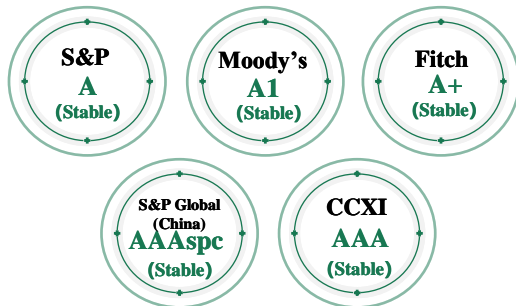 S&P
A
(Stable)
Moody’s
A1
(Stable)
Fitch
A+
(Stable)
S&P Global
(China)
AAAspc
(Stable)
CCXI
AAA
(Stable)